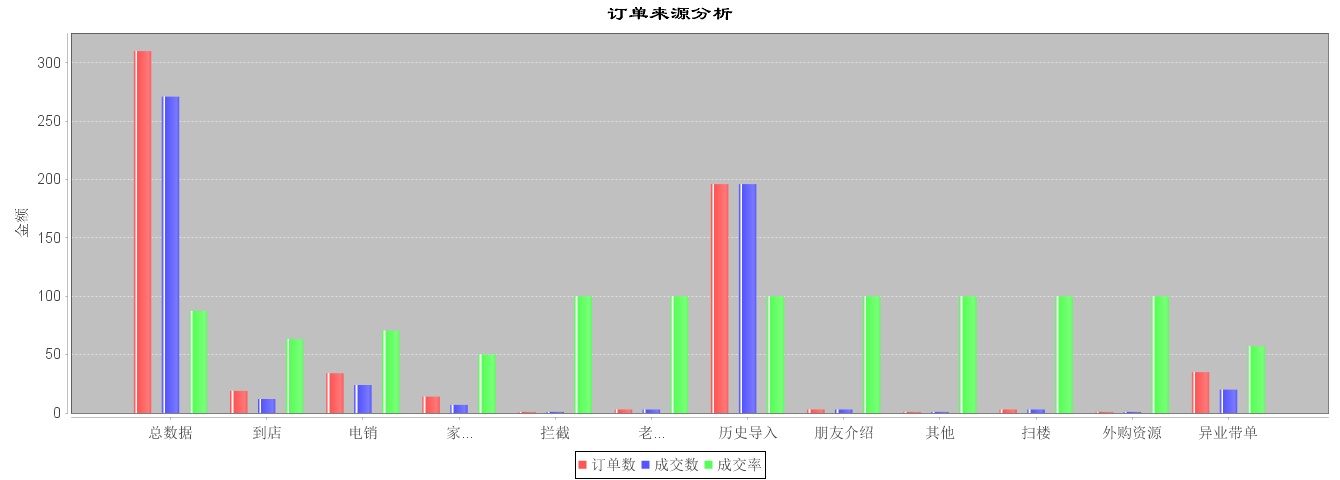 订单来源分析
金额
300
250
200
150
100
50
0
总数据 到店 电销 家... 拦截 老... 历史导入 朋友介绍 其他 扫楼 外购资源 异业带单
订单数 成交数 成交率